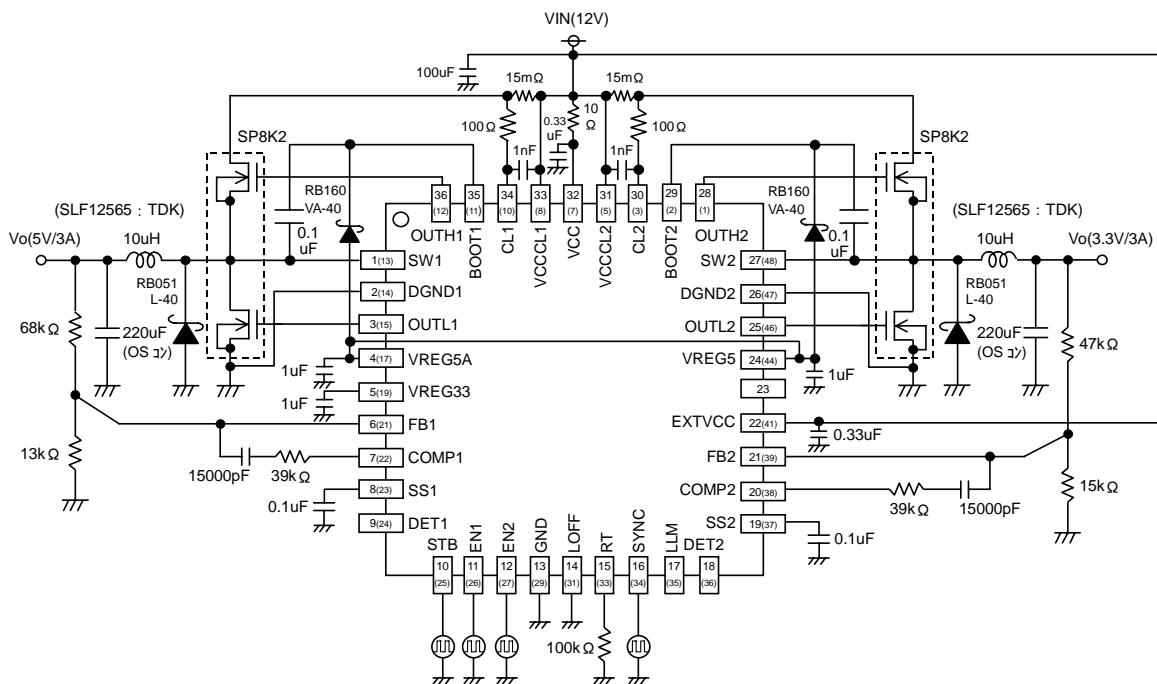 VIN(12V)
100uF
15mΩ
15mΩ
100Ω
0.33
uF
10
Ω
100Ω
SP8K2
SP8K2
1nF
1nF
RB160
VA-40
RB160
VA-40
36
(12)
35
(11)
34
(10)
33
(8)
32
(7)
31
(5)
30
(3)
29
(2)
28
(1)
OUTH1
BOOT1
CL1
VCCCL1
VCC
VCCCL2
CL2
BOOT2
OUTH2
(SLF12565 : TDK)
(SLF12565 : TDK)
Vo(5V/3A)
10uH
0.1
uF
0.1
uF
10uH
Vo(3.3V/3A)
1(13)
SW1
SW2
27(48)
RB051
L-40
RB051
L-40
2(14)
DGND1
DGND2
26(47)
68kΩ
220uF
(OS コン)
3(15)
OUTL1
OUTL2
25(46)
220uF
(OS コン)
47kΩ
1uF
4(17)
VREG5A
VREG5
24(44)
1uF
1uF
5(19)
VREG33
23
6(21)
FB1
EXTVCC
22(41)
0.33uF
13kΩ
15000pF
39kΩ
7(22)
COMP1
FB2
21(39)
0.1uF
8(23)
SS1
COMP2
20(38)
39kΩ
15000pF
15kΩ
9(24)
DET1
SS2
19(37)
0.1uF
STB
EN1
EN2
GND
LOFF
RT
SYNC
LLM
DET2
10
(25)
11
(26)
12
(27)
13
(29)
14
(31)
15
(33)
16
(34)
17
(35)
18
(36)
100kΩ